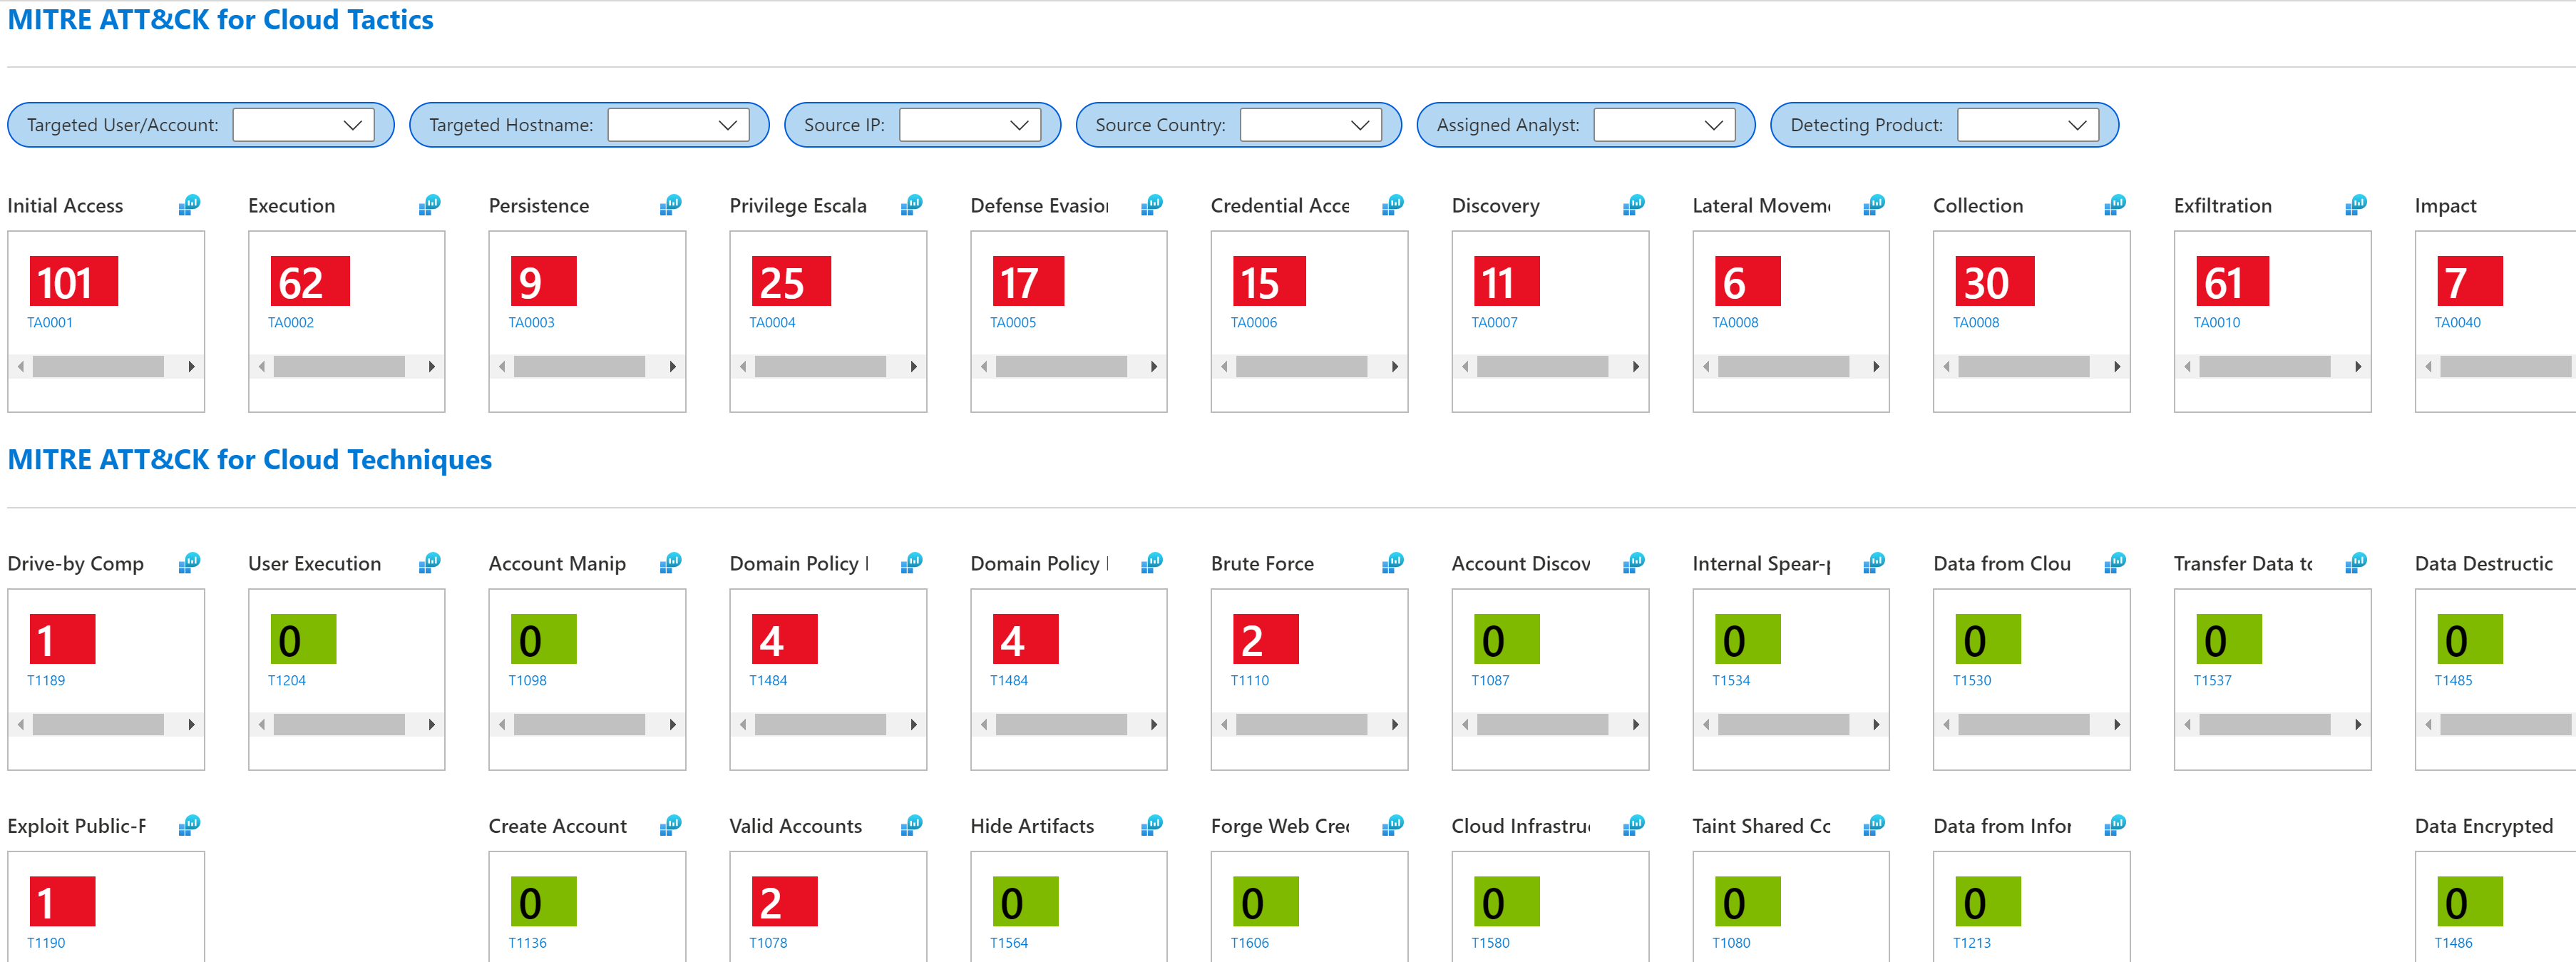 MITRE ATT&CK for Cloud Tactics
Targeted User/Account: Targeted Hostname: Source IP: Source Country: Assigned Analyst: Detecting Product:
Initial Access Execution Persistence Privilege Escala Defense Evasion Credential Acce Discovery Lateral Movem Collection Exfiltration Impact
101 62 9 25 17 15 11 6 30 61 7
TA0001 TA0002 TA0003 TA0004 TA0005 TA0006 TA0007 TA0008 TA0008 TA0010 TA0040
MITRE ATT&CK for Cloud Techniques
Drive-by Comp User Execution Account Manip Domain Policy Domain Policy Brute Force Account Discov Internal Spear-p Data from Clou Transfer Data to Data Destructic
1 0 0 4 4 2 0 0 0 0 0
T1189 T1204 T1098 T1484 T1484 T1110 T1087 T1534 T1530 T1537 T1485
Exploit Public-F Create Account Valid Accounts Hide Artifacts Forge Web Cre Cloud Infrastru Taint Shared Cc Data from Infor Data Encrypted
1 0 2 0 0 0 0 0 0
T1190 T1136 T1078 T1564 T1606 T1580 T1080 T1213 T1486